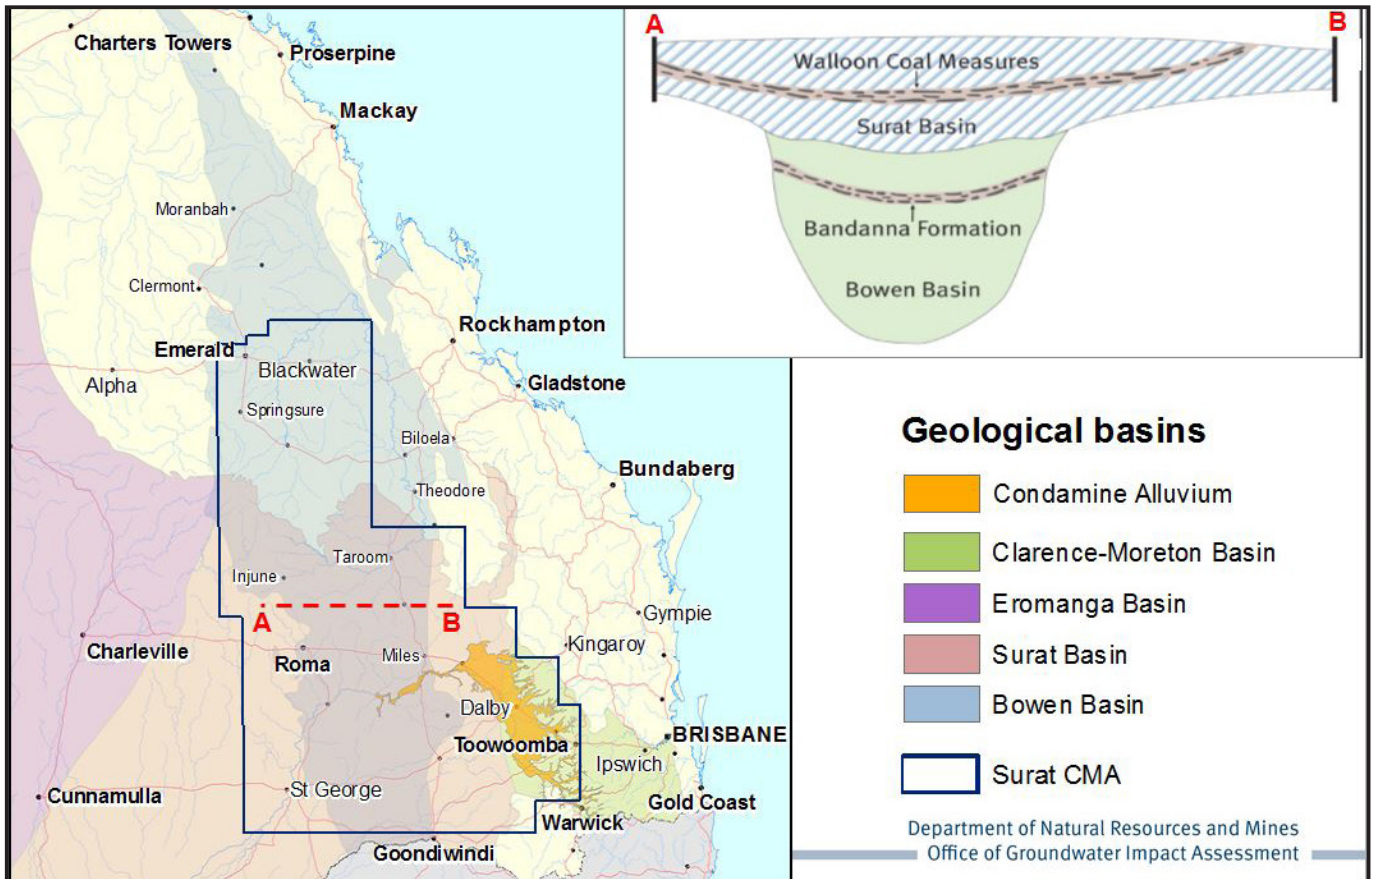 Charters Towers
Proserpine
Mackay
Moranbah
Clermont
Rockhampton
Emerald
Blackwater
Alpha
Gladstone
Springsure
Biloela
Bundaberg
Theodore
Taroom
Injune
A
B
Gympie
Kingaroy
Charleville
Roma
Miles
Dalby
BRISBANE
Toowoomba
Ipswich
St George
Cunnamulla
Gold Coast
Warwick
Goondiwindi
A
B
Walloon Coal Measures
Surat Basin
Bandanna Formation
Bowen Basin
Geological basins
Condamine Alluvium
Clarence-Moreton Basin
Eromanga Basin
Surat Basin
Bowen Basin
Surat CMA
Department of Natural Resources and Mines
Office of Groundwater Impact Assessment